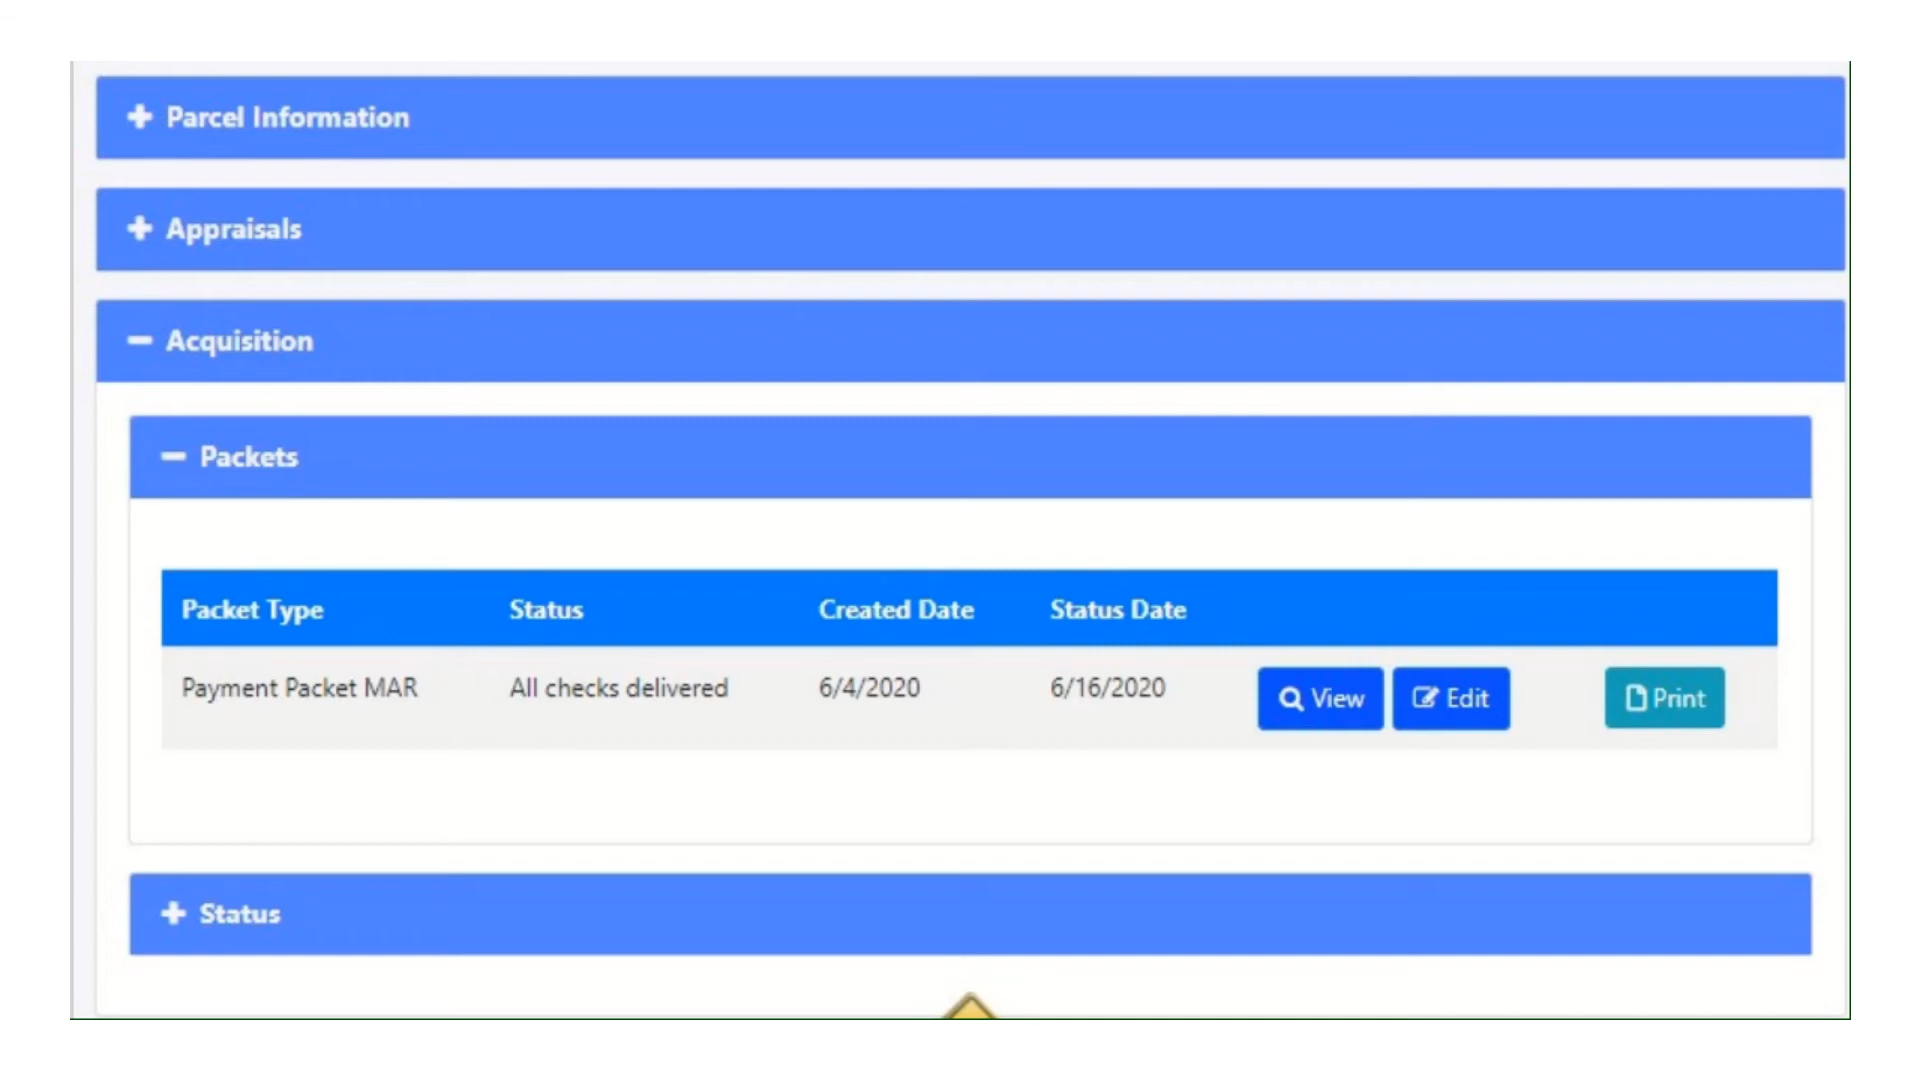 Parcel Information
Appraisals
Acquisition
Packets
Packet Type Status Created Date Status Date
Payment Packet MAR All checks delivered 6/4/2020 6/16/2020 View Edit Print
Status